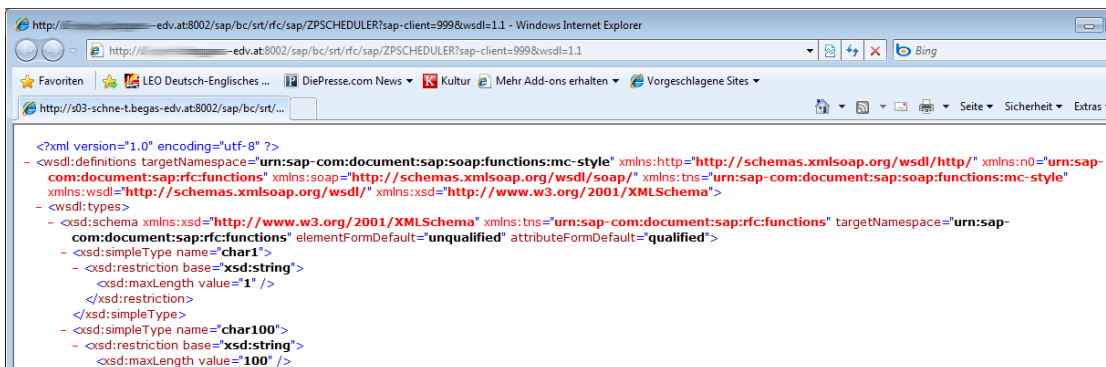 http:// -edv.at:8002/sap/bc/srt/rfc/sap/ZPSCHEDULER?sap-client=999&wsdl=1.1 - Windows Internet Explorer
http:// -edv.at:8002/sap/bc/srt/rfc/sap/ZPSCHEDULER?sap-client=999&wsdl=1.1 Bing
Favoriten LEO Deutsch-Englisches ... DiePresse.com News Kultur Mehr Add-ons erhalten Vorgeschlagene Sites
http://s03-schne-t.begas-edv.at:8002/sap/bc/srt/... Seite Sicherheit Extras
<?xml version="1.0" encoding="utf-8" ?>
- <wsdl:definitions targetNamespace="urn:sap-com:document:sap:soap:functions:mc-style" xmlns:http="http://schemas.xmlsoap.org/wsdl/http/" xmlns:n0="urn:sap-
com:document:sap:rfc:functions" xmlns:soap="http://schemas.xmlsoap.org/wsdl/soap/" xmlns:tns="urn:sap-com:document:sap:soap:functions:mc-style"
xmlns:wsdl="http://schemas.xmlsoap.org/wsdl/" xmlns:xsd="http://www.w3.org/2001/XMLSchema">
- <wsdl:types>
- <xsd:schema xmlns:xsd="http://www.w3.org/2001/XMLSchema" xmlns:tns="urn:sap-com:document:sap:rfc:functions" targetNamespace="urn:sap-
com:document:sap:rfc:functions" elementFormDefault="unqualified" attributeFormDefault="qualified">
- <xsd:simpleType name="char1">
- <xsd:restriction base="xsd:string">
<xsd:maxLength value="1" />
</xsd:restriction>
</xsd:simpleType>
- <xsd:simpleType name="char100">
- <xsd:restriction base="xsd:string">
<xsd:maxLength value="100" />